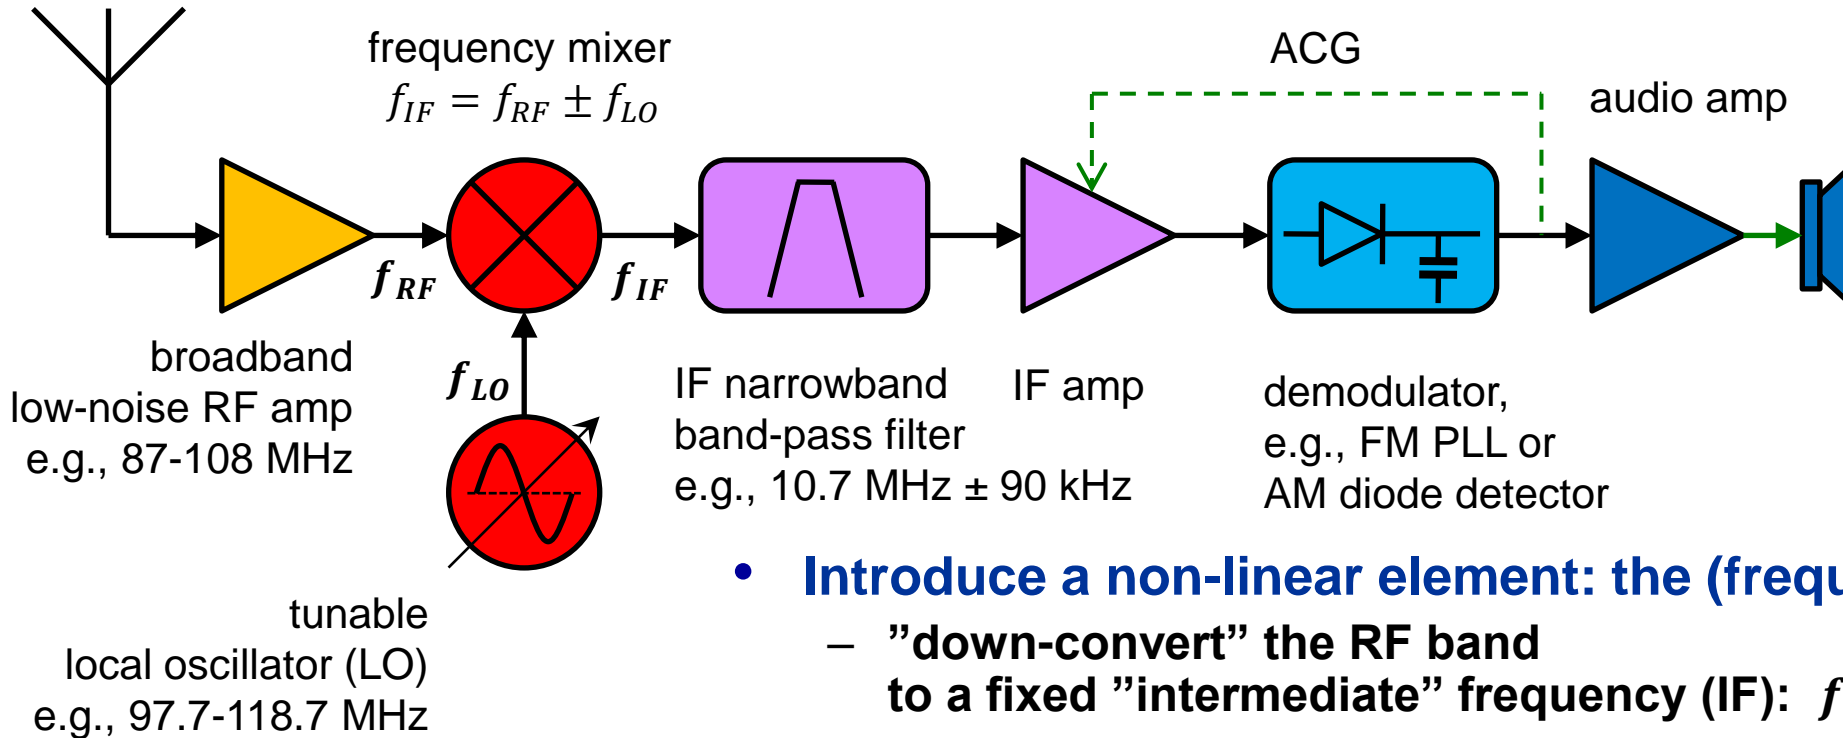 frequency mixer
f_IF = f_RF ± f_LO
ACG
audio amp
f_RF
f_IF
broadband
low-noise RF amp
e.g., 87-108 MHz
f_LO
IF narrowband
band-pass filter
e.g., 10.7 MHz ± 90 kHz
IF amp
demodulator,
e.g., FM PLL or
AM diode detector
tunable
local oscillator (LO)
e.g., 97.7-118.7 MHz
• Introduce a non-linear element: the (frequ
– ”down-convert” the RF band
to a fixed ”intermediate” frequency (IF): f